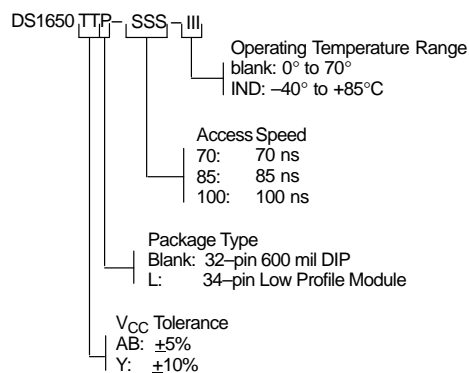 DS1650 TTP– SSS –III
Operating Temperature Range
blank: 0° to 70°
IND: –40° to +85°C
Access Speed
70: 70 ns
85: 85 ns
100: 100 ns
Package Type
Blank: 32–pin 600 mil DIP
L: 34–pin Low Profile Module
VCC Tolerance
AB: ±5%
Y: ±10%